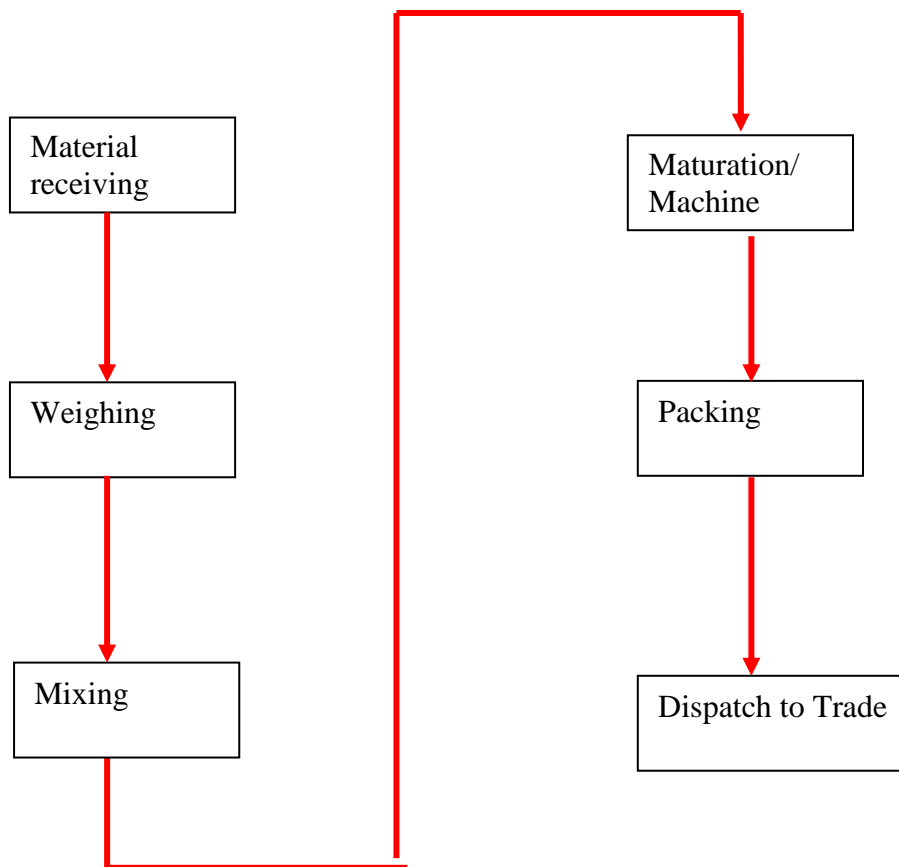 Material
receiving
Weighing
Mixing
Maturation/
Machine
Packing
Dispatch to Trade